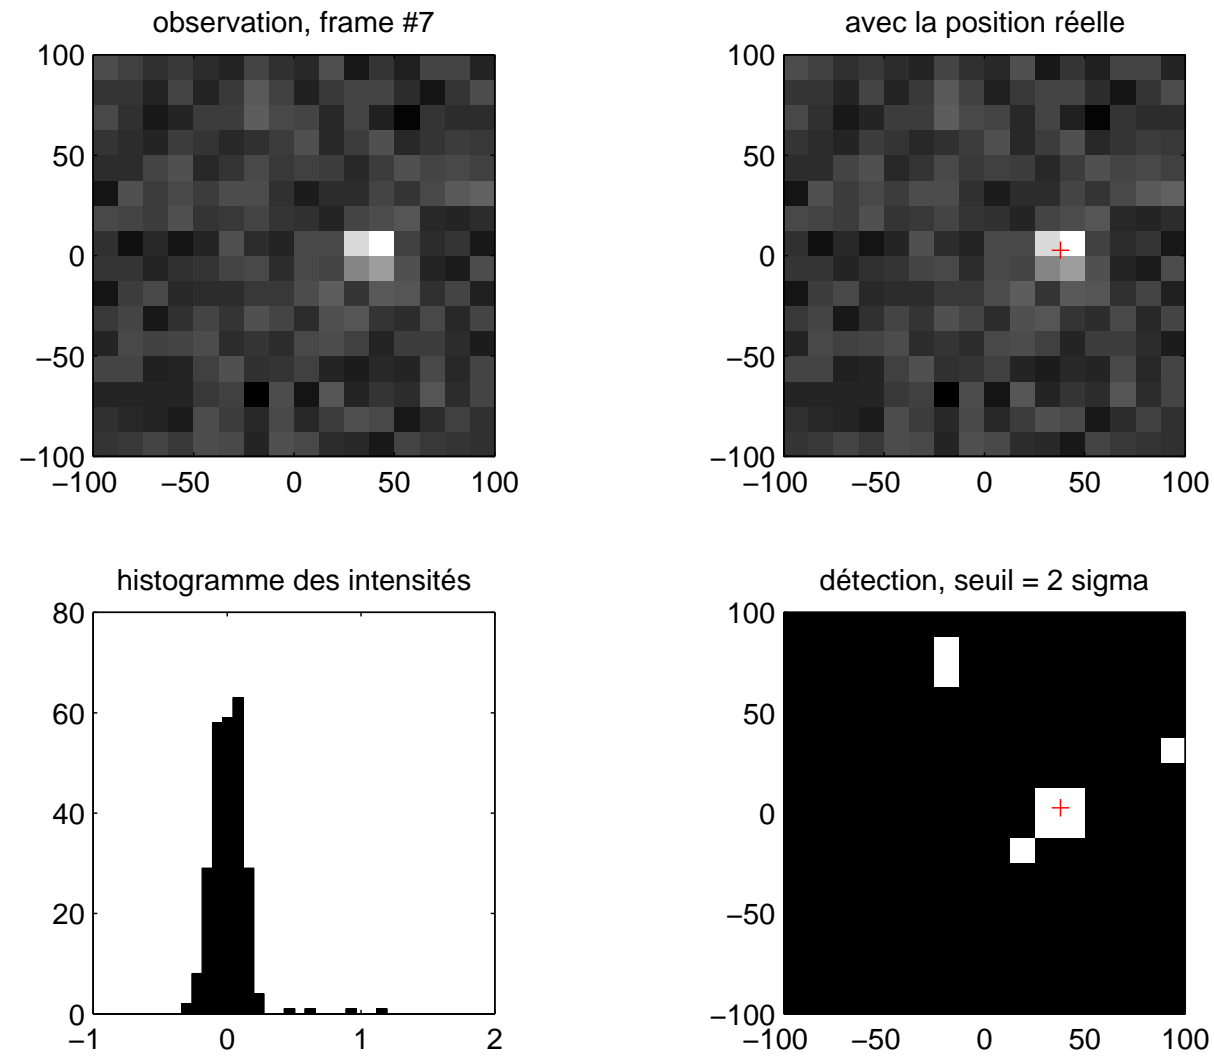 observation, frame #7
100
50
0
−50
−100
−100 −50 0 50 100
avec la position réelle
100
50
0
−50
−100
−100 −50 0 50 100
histogramme des intensités
80
60
40
20
0
−1 0 1 2
détection, seuil = 2 sigma
100
50
0
−50
−100
−100 −50 0 50 100